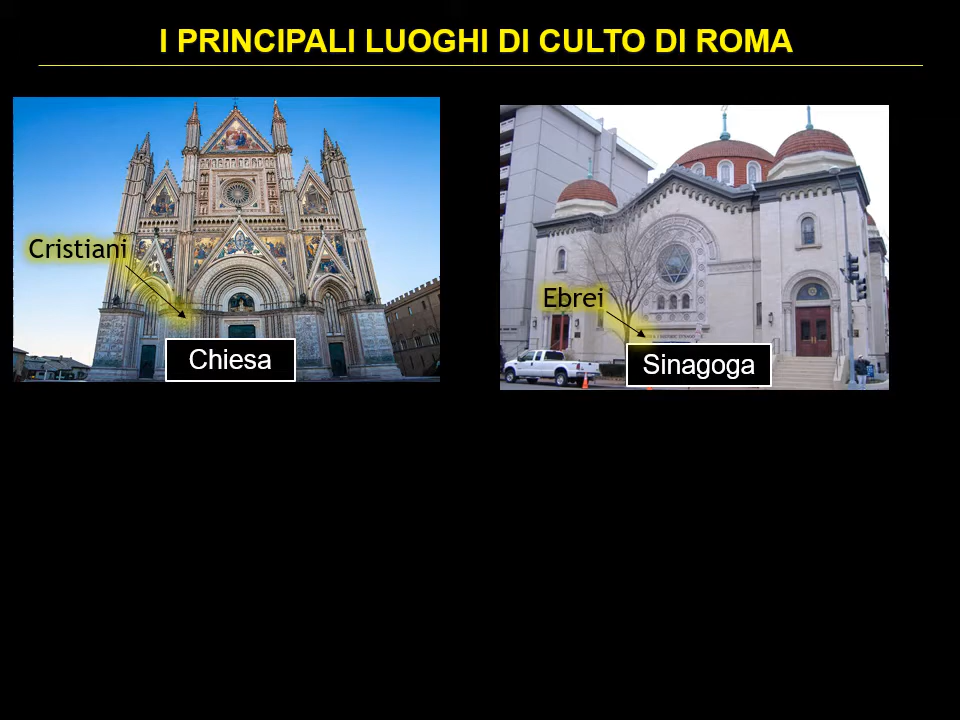 I PRINCIPALI LUOGHI DI CULTO DI ROMA
Cristiani
Chiesa
Ebrei
Sinagoga